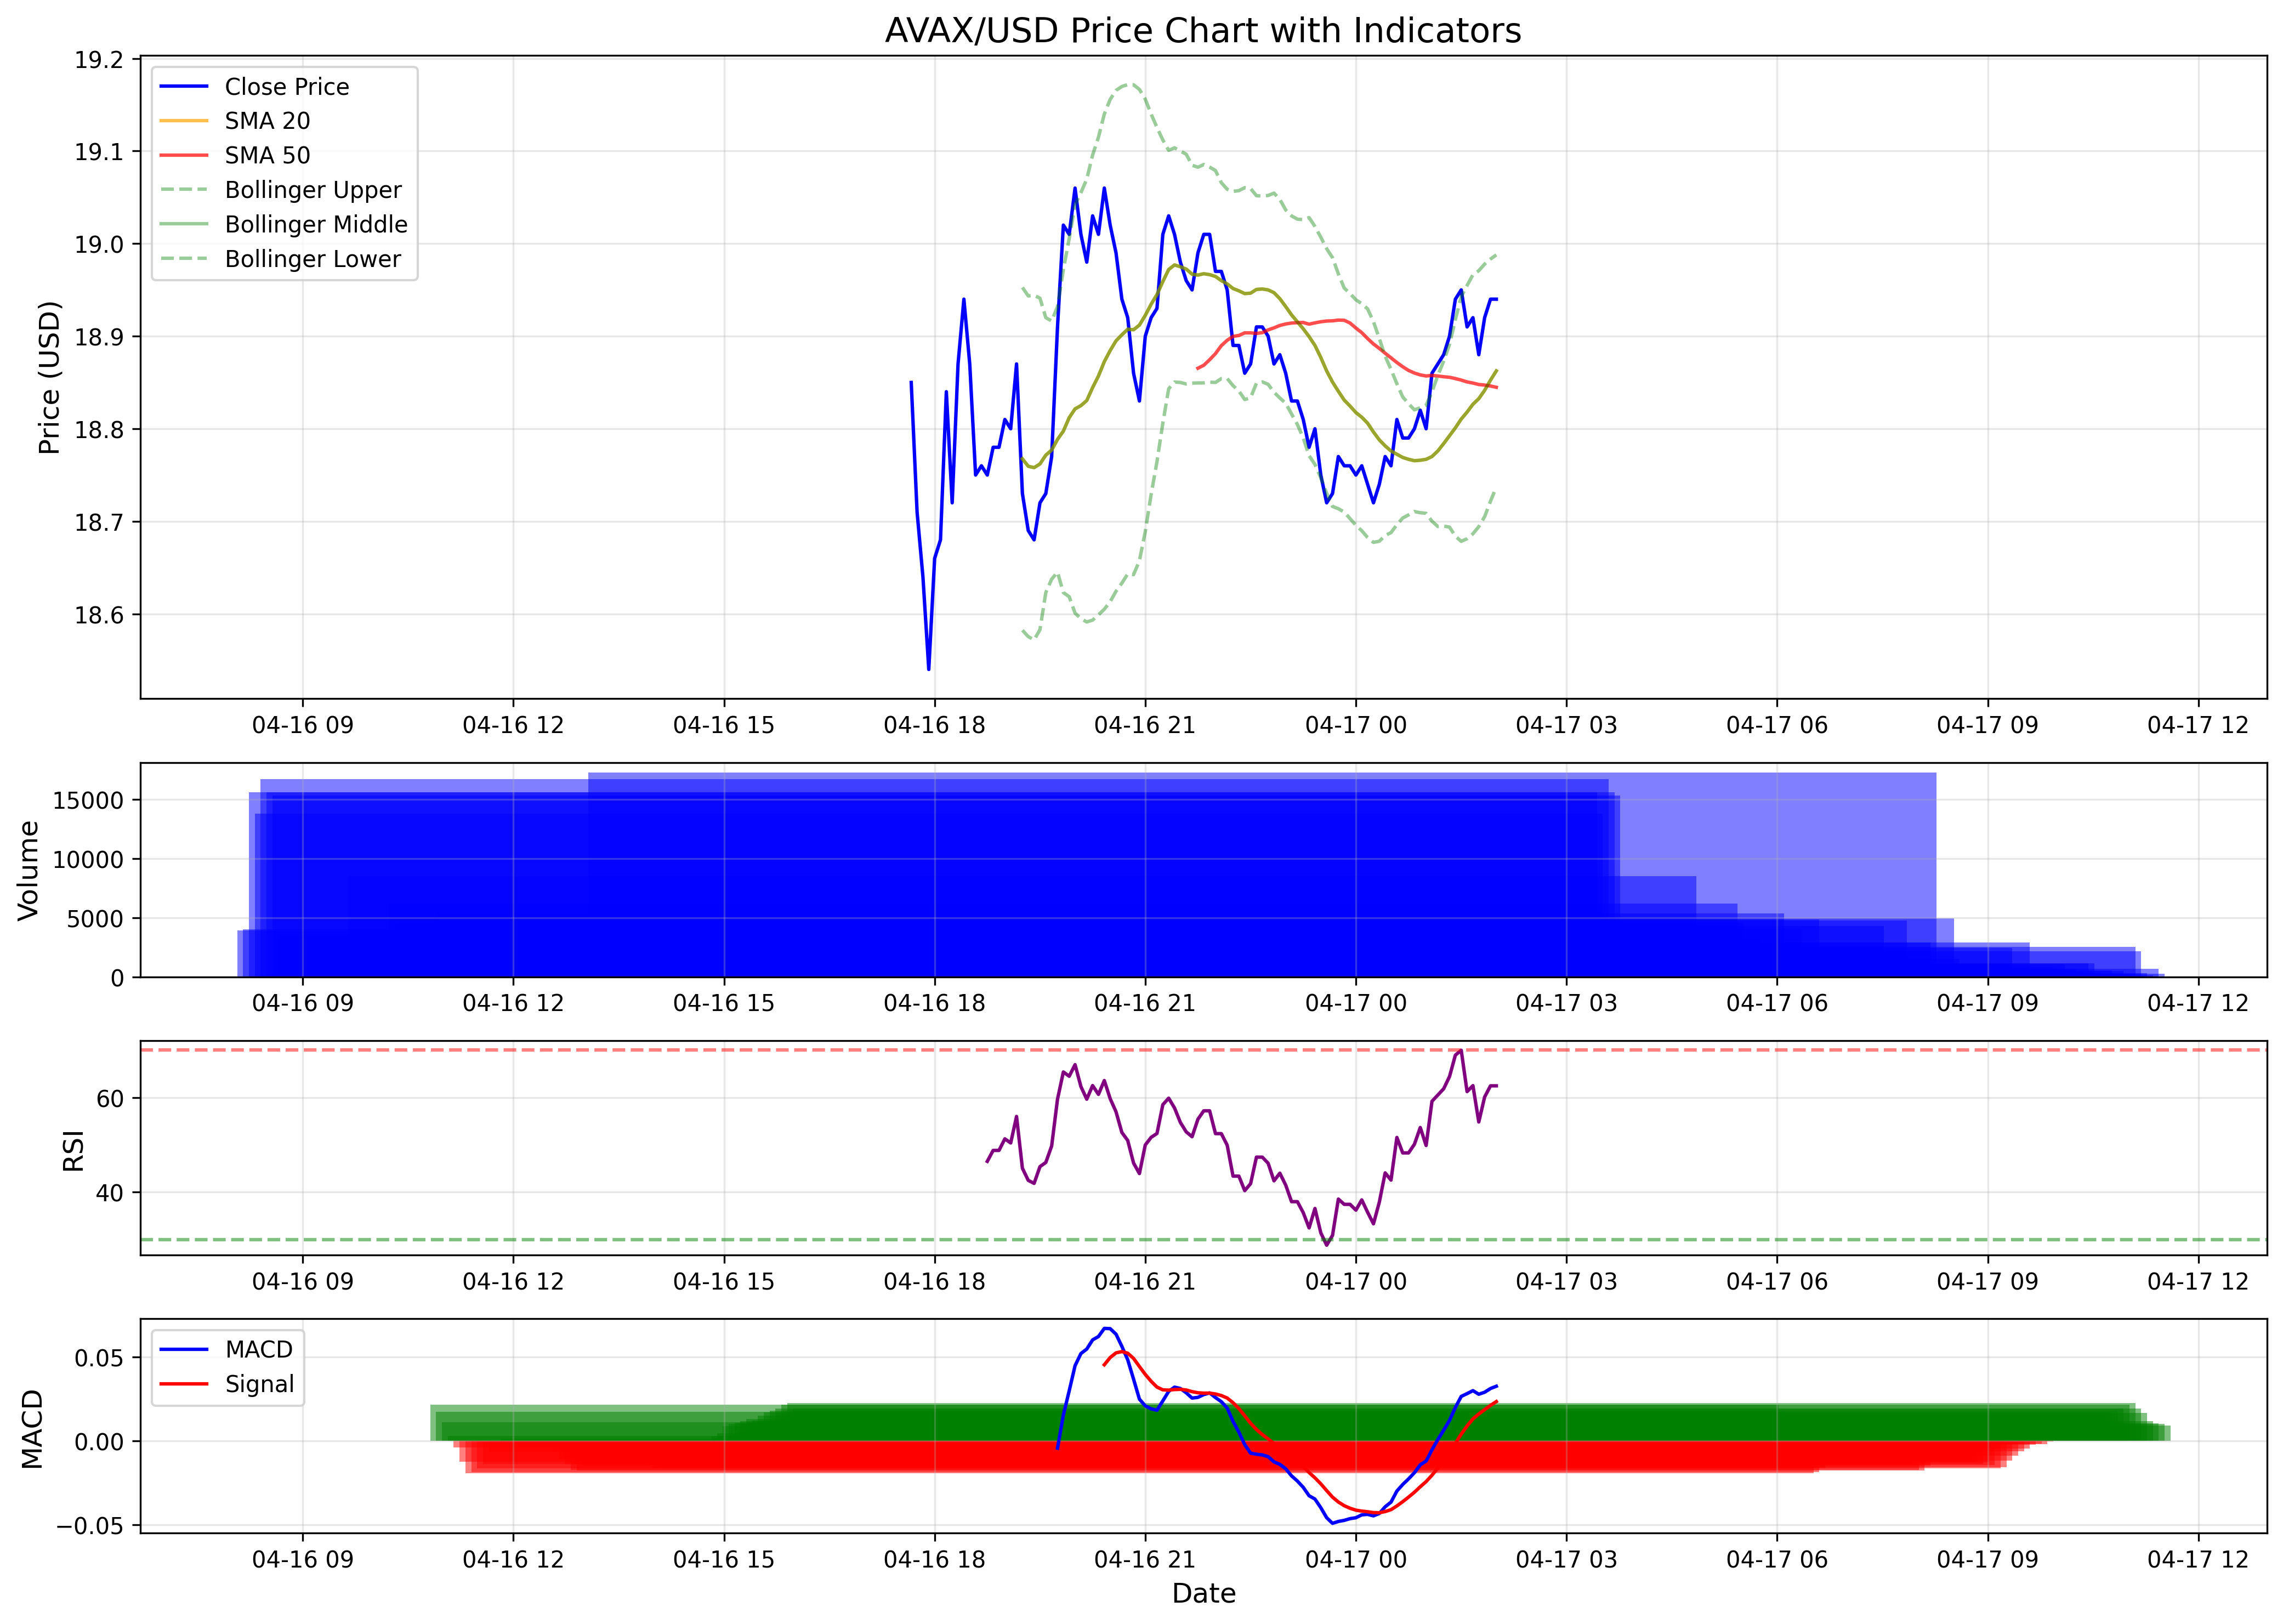 AVAX/USD Price Chart with Indicators
Price (USD)
19.2
19.1
19.0
18.9
18.8
18.7
18.6
Close Price
SMA 20
SMA 50
Bollinger Upper
Bollinger Middle
Bollinger Lower
04-16 09 04-16 12 04-16 15 04-16 18 04-16 21 04-17 00 04-17 03 04-17 06 04-17 09 04-17 12
Volume
15000
10000
5000
0
04-16 09 04-16 12 04-16 15 04-16 18 04-16 21 04-17 00 04-17 03 04-17 06 04-17 09 04-17 12
RSI
60
40
04-16 09 04-16 12 04-16 15 04-16 18 04-16 21 04-17 00 04-17 03 04-17 06 04-17 09 04-17 12
MACD
0.05
0.00
−0.05
MACD
Signal
04-16 09 04-16 12 04-16 15 04-16 18 04-16 21 04-17 00 04-17 03 04-17 06 04-17 09 04-17 12
Date